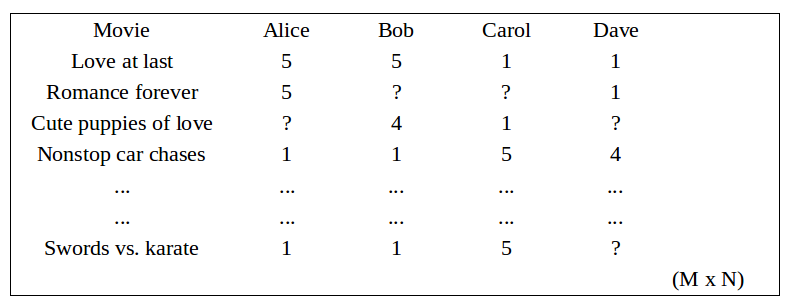 Movie Alice Bob Carol Dave
Love at last 5 5 1 1
Romance forever 5 ? ? 1
Cute puppies of love ? 4 1 ?
Nonstop car chases 1 1 5 4
... ... ... ... ...
... ... ... ... ...
Swords vs. karate 1 1 5 ?
(M x N)